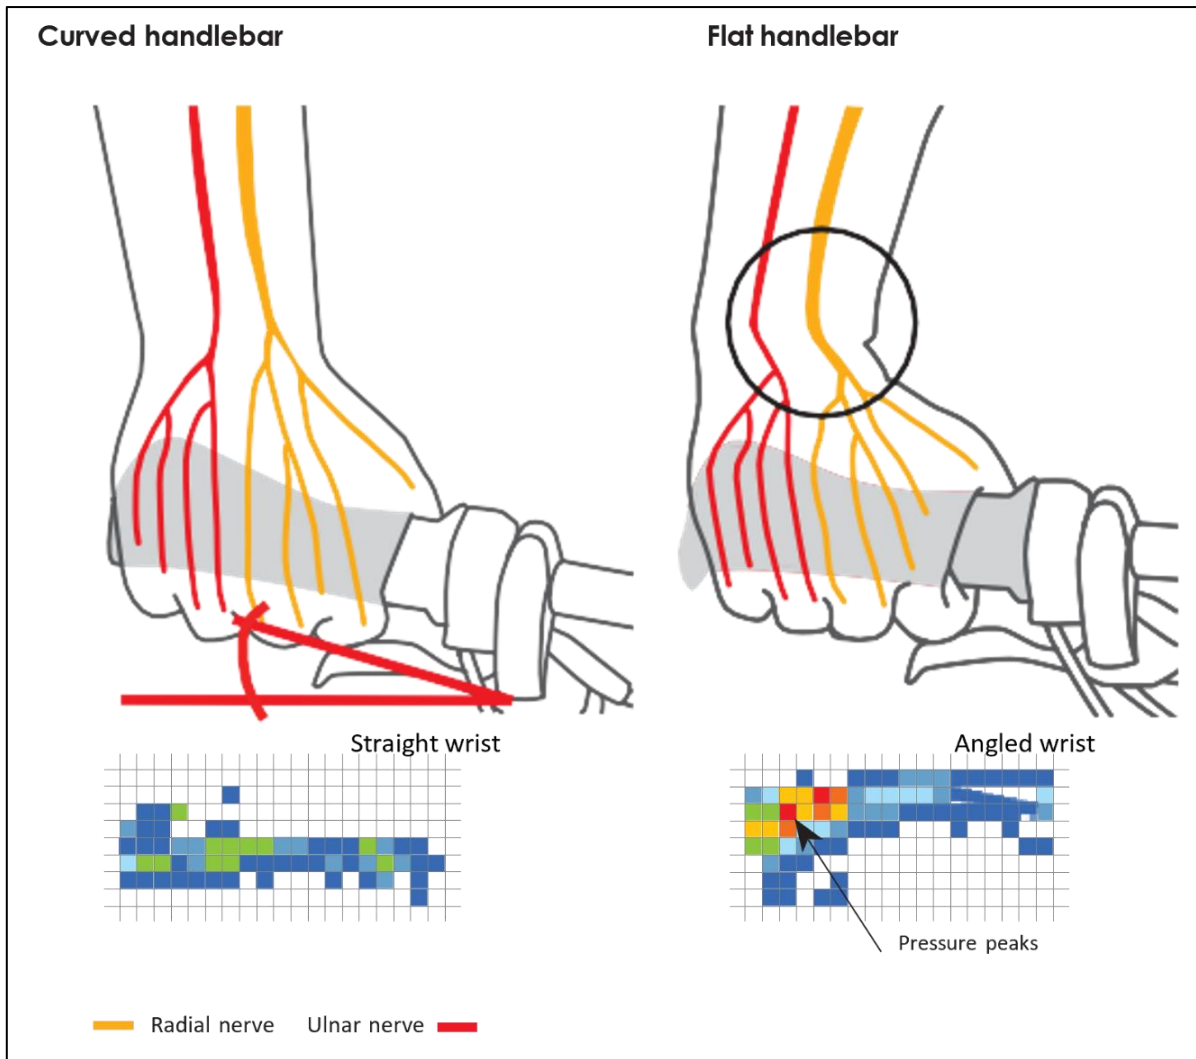 Curved handlebar
Flat handlebar
Straight wrist
Angled wrist
Pressure peaks
Radial nerve
Ulnar nerve